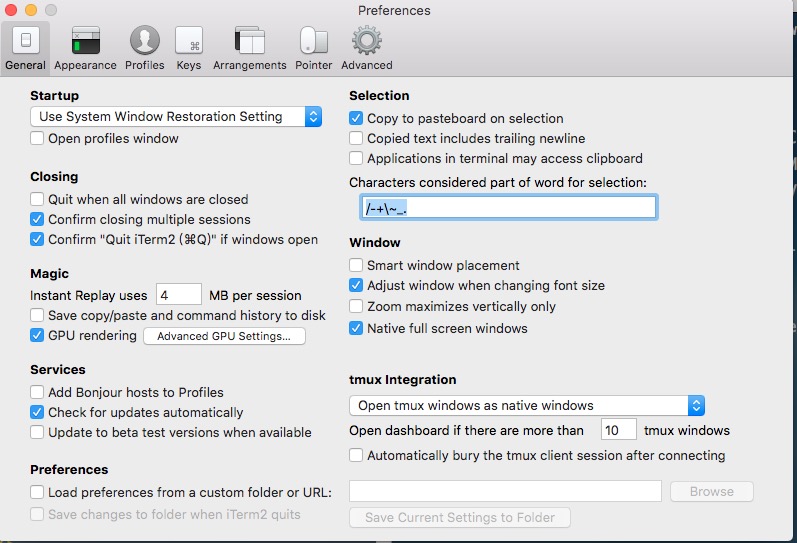 Preferences
General Appearance Profiles Keys Arrangements Pointer Advanced
Startup
Use System Window Restoration Setting
Open profiles window
Closing
Quit when all windows are closed
Confirm closing multiple sessions
Confirm "Quit iTerm2 (⌘Q)" if windows open
Magic
Instant Replay uses 4 MB per session
Save copy/paste and command history to disk
GPU rendering Advanced GPU Settings...
Services
Add Bonjour hosts to Profiles
Check for updates automatically
Update to beta test versions when available
Preferences
Load preferences from a custom folder or URL:
Browse
Save changes to folder when iTerm2 quits
Save Current Settings to Folder
Selection
Copy to pasteboard on selection
Copied text includes trailing newline
Applications in terminal may access clipboard
Characters considered part of word for selection:
/-+\~_.
Window
Smart window placement
Adjust window when changing font size
Zoom maximizes vertically only
Native full screen windows
tmux Integration
Open tmux windows as native windows
Open dashboard if there are more than 10 tmux windows
Automatically bury the tmux client session after connecting